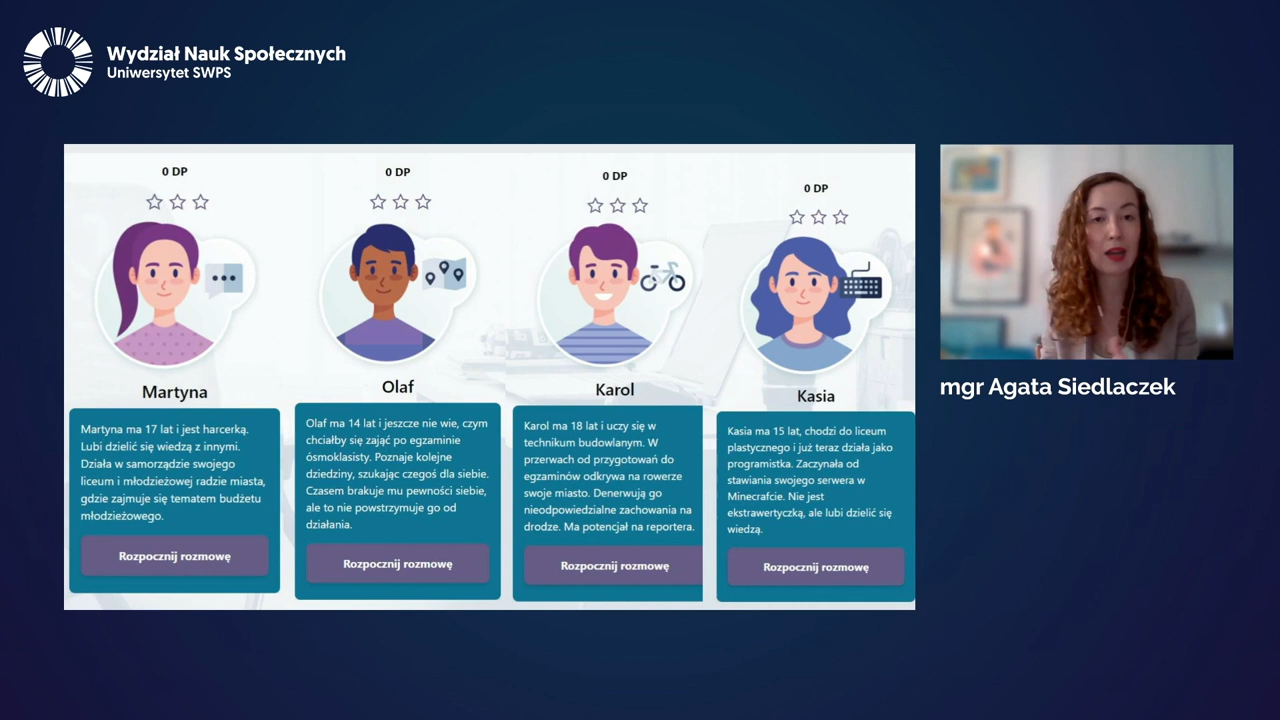 Wydział Nauk Społecznych
Uniwersytet SWPS
0 DP
Martyna
Martyna ma 17 lat i jest harcerką.
Lubi dzielić się wiedzą z innymi.
Działa w samorządzie swojego
liceum i młodzieżowej radzie miasta,
gdzie zajmuje się tematem budżetu
młodzieżowego.
Rozpocznij rozmowę
0 DP
Olaf
Olaf ma 14 lat i jeszcze nie wie, czym
chciałby się zająć po egzaminie
ósmoklasisty. Poznaje kolejne
dziedziny, szukając czegoś dla siebie.
Czasem brakuje mu pewności siebie,
ale to nie powstrzymuje go od
działania.
Rozpocznij rozmowę
0 DP
Karol
Karol ma 18 lat i uczy się w
technikum budowlanym. W
przerwach od przygotowań do
egzaminów odkrywa na rowerze
swoje miasto. Denerwują go
nieodpowiedzialne zachowania na
drodze. Ma potencjał na reportera.
Rozpocznij rozmowę
0 DP
Kasia
Kasia ma 15 lat, chodzi do liceum
plastycznego i już teraz działa jako
programistka. Zaczynała od
stawiania swojego serwera w
Minecrafcie. Nie jest
ekstrawertyczką, ale lubi dzielić się
wiedzą.
Rozpocznij rozmowę
mgr Agata Siedlaczek